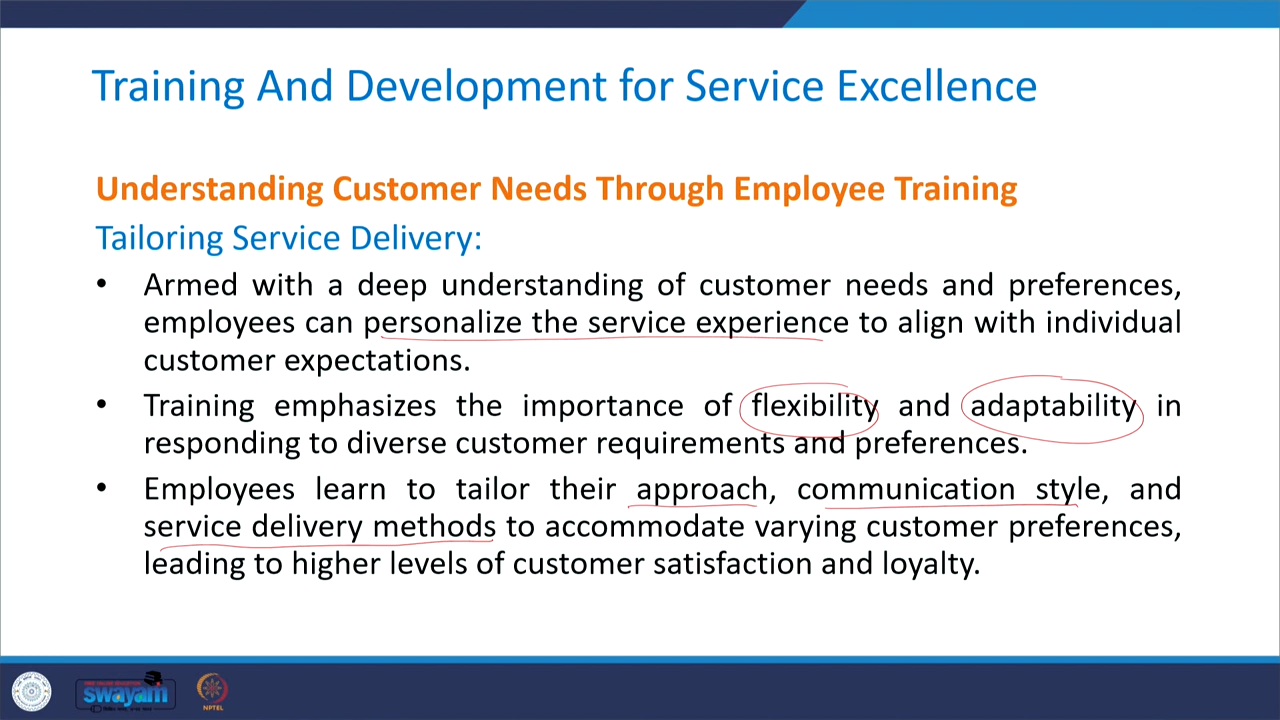 Training And Development for Service Excellence
Understanding Customer Needs Through Employee Training
Tailoring Service Delivery:
• Armed with a deep understanding of customer needs and preferences,
employees can personalize the service experience to align with individual
customer expectations.
• Training emphasizes the importance of flexibility and adaptability in
responding to diverse customer requirements and preferences.
• Employees learn to tailor their approach, communication style, and
service delivery methods to accommodate varying customer preferences,
leading to higher levels of customer satisfaction and loyalty.
swayam
NPTEL